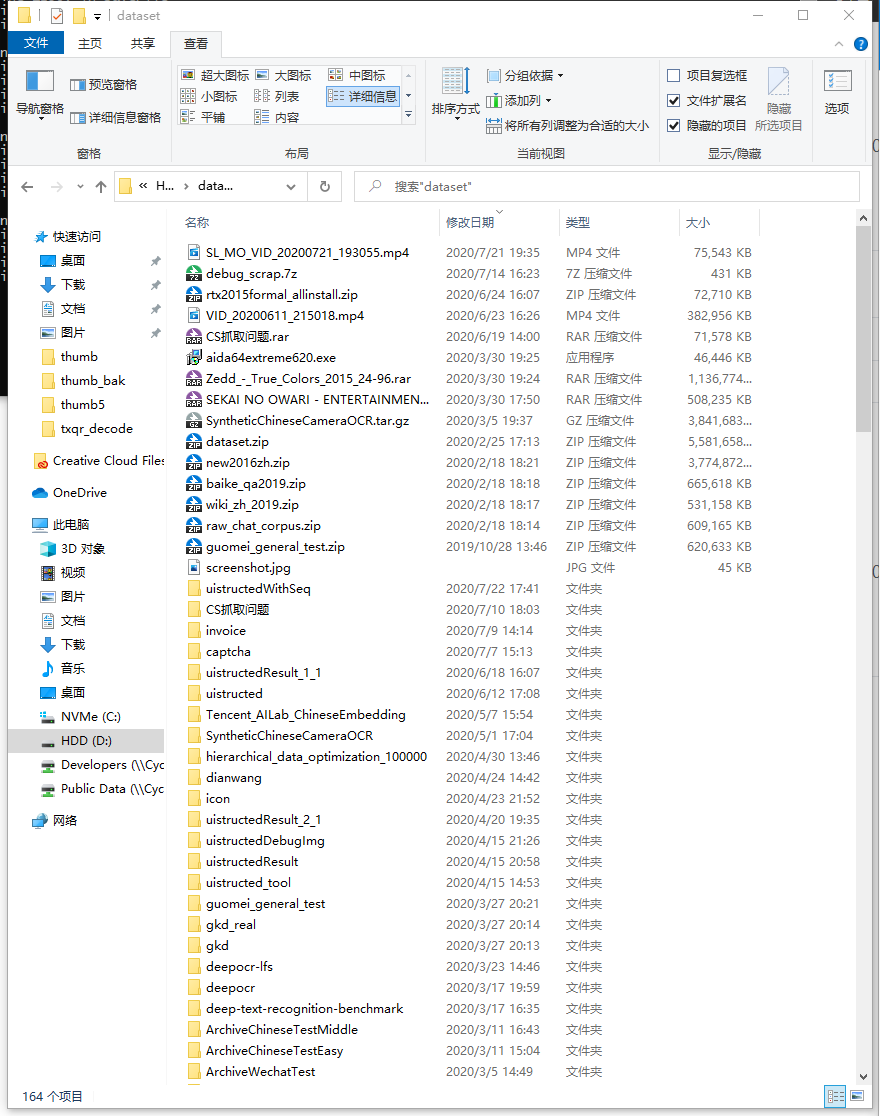 dataset
文件 主页 共享 查看
导航窗格 预览窗格 详细信息窗格
窗格
超大图标 大图标 中图标
小图标 列表 详细信息
平铺 内容
布局
排序方式 分组依据
添加列
将所有列调整为合适的大小
当前视图
项目复选框
文件扩展名
隐藏的项目
隐藏
所选项目
显示/隐藏
选项
« H... › data...
搜索"dataset"
快速访问
桌面
下载
文档
图片
thumb
thumb_bak
thumb5
txqr_decode
Creative Cloud Files
OneDrive
此电脑
3D 对象
视频
图片
文档
下载
音乐
桌面
NVMe (C:)
HDD (D:)
Developers (\\Cyc
Public Data (\\Cyc
网络
名称 修改日期 类型 大小
SL_MO_VID_20200721_193055.mp4 2020/7/21 19:35 MP4 文件 75,543 KB
debug_scrap.7z 2020/7/14 16:23 7Z 压缩文件 431 KB
rtx2015formal_allinstall.zip 2020/6/24 16:07 ZIP 压缩文件 72,710 KB
VID_20200611_215018.mp4 2020/6/23 16:26 MP4 文件 382,956 KB
CS抓取问题.rar 2020/6/19 14:00 RAR 压缩文件 71,578 KB
aida64extreme620.exe 2020/3/30 19:25 应用程序 46,446 KB
Zedd_-_True_Colors_2015_24-96.rar 2020/3/30 19:24 RAR 压缩文件 1,136,774...
SEKAI NO OWARI - ENTERTAINMEN... 2020/3/30 17:50 RAR 压缩文件 508,235 KB
SyntheticChineseCameraOCR.tar.gz 2020/3/5 19:37 GZ 压缩文件 3,841,683...
dataset.zip 2020/2/25 17:13 ZIP 压缩文件 5,581,658...
new2016zh.zip 2020/2/18 18:21 ZIP 压缩文件 3,774,872...
baike_qa2019.zip 2020/2/18 18:18 ZIP 压缩文件 665,618 KB
wiki_zh_2019.zip 2020/2/18 18:17 ZIP 压缩文件 531,158 KB
raw_chat_corpus.zip 2020/2/18 18:14 ZIP 压缩文件 609,165 KB
guomei_general_test.zip 2019/10/28 13:46 ZIP 压缩文件 620,633 KB
screenshot.jpg JPG 文件 45 KB
uistructedWithSeq 2020/7/22 17:41 文件夹
CS抓取问题 2020/7/10 18:03 文件夹
invoice 2020/7/9 14:14 文件夹
captcha 2020/7/7 15:13 文件夹
uistructedResult_1_1 2020/6/18 16:07 文件夹
uistructed 2020/6/12 17:08 文件夹
Tencent_AILab_ChineseEmbedding 2020/5/7 15:54 文件夹
SyntheticChineseCameraOCR 2020/5/1 17:04 文件夹
hierarchical_data_optimization_100000 2020/4/30 13:46 文件夹
dianwang 2020/4/24 14:42 文件夹
icon 2020/4/23 21:52 文件夹
uistructedResult_2_1 2020/4/20 19:35 文件夹
uistructedDebugImg 2020/4/15 21:26 文件夹
uistructedResult 2020/4/15 20:58 文件夹
uistructed_tool 2020/4/15 14:53 文件夹
guomei_general_test 2020/3/27 20:21 文件夹
gkd_real 2020/3/27 20:14 文件夹
gkd 2020/3/27 20:13 文件夹
deepocr-lfs 2020/3/23 14:46 文件夹
deepocr 2020/3/17 19:59 文件夹
deep-text-recognition-benchmark 2020/3/17 16:35 文件夹
ArchiveChineseTestMiddle 2020/3/11 16:43 文件夹
ArchiveChineseTestEasy 2020/3/11 15:04 文件夹
ArchiveWechatTest 2020/3/5 14:49 文件夹
164 个项目